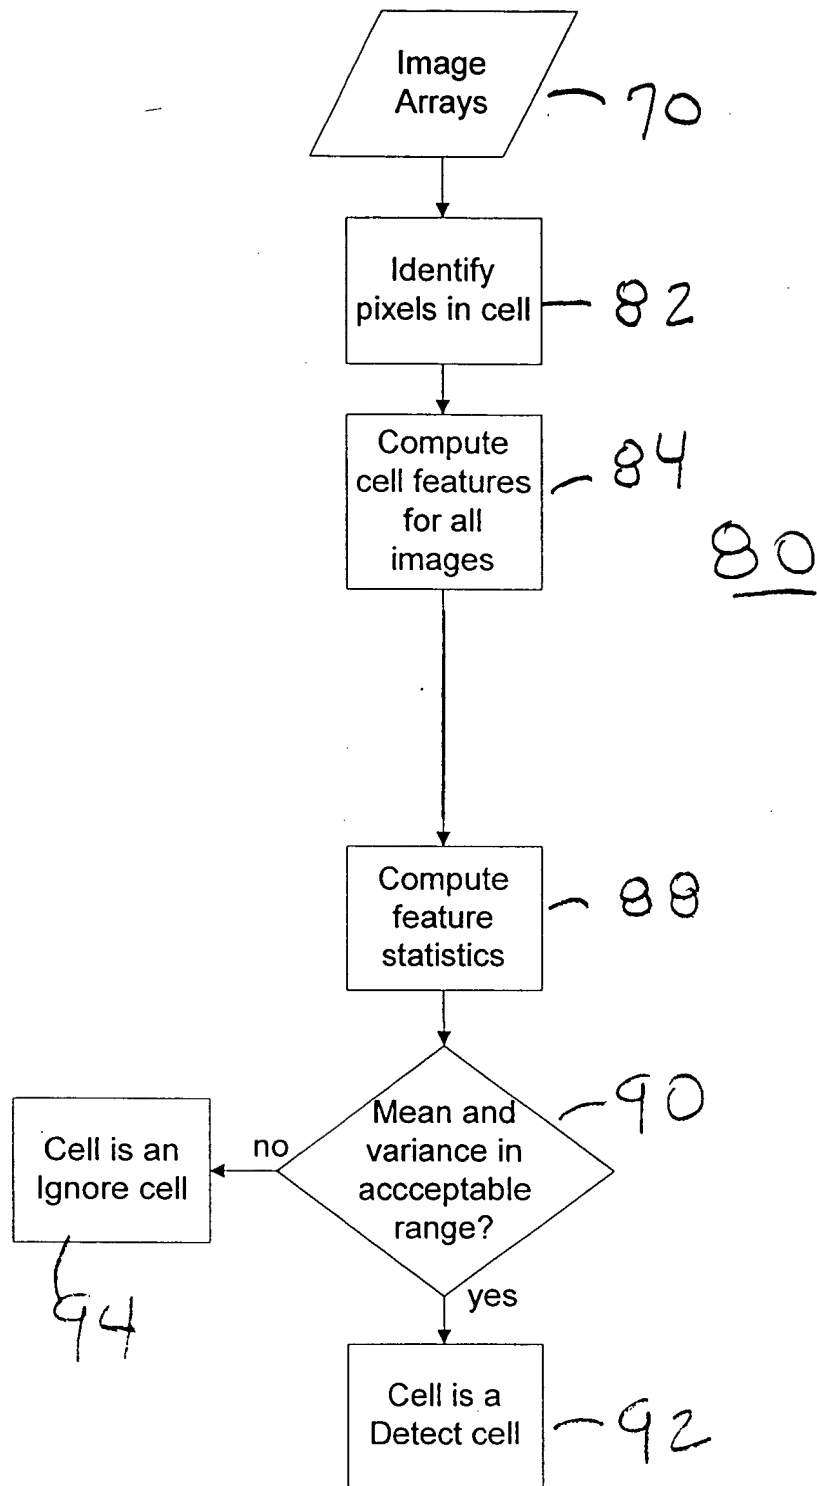 Image
Arrays
70
Identify
pixels in cell
82
Compute
cell features
for all
images
84
80
Compute
feature
statistics
88
Mean and
variance in
accceptable
range?
90
no
Cell is an
Ignore cell
94
yes
Cell is a
Detect cell
92